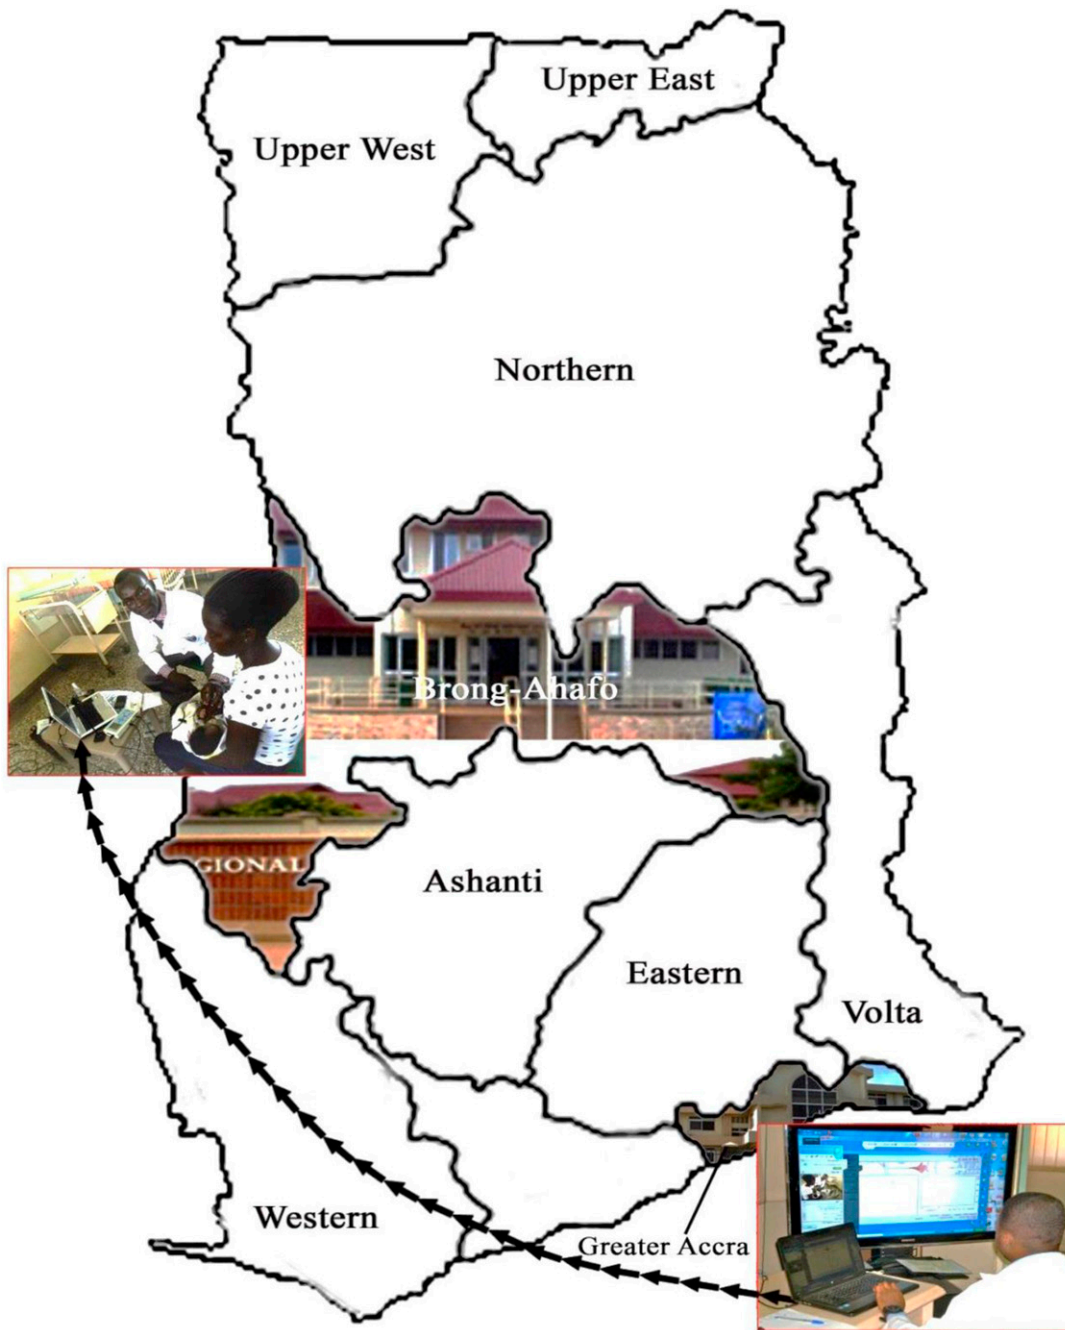 Upper East
Upper West
Northern
Brong-Ahafo
GIONAL
Ashanti
Eastern
Volta
Western
Greater Accra